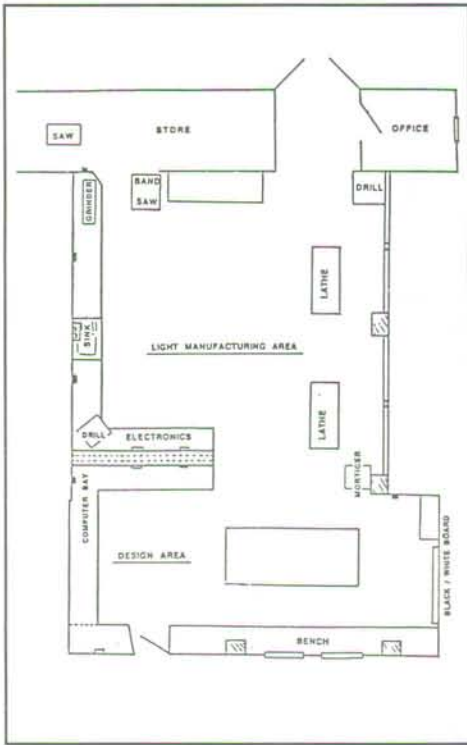 SAW
STORE
OFFICE
GRINDER
BAND
SAW
DRILL
LATHE
SINK
LIGHT MANUFACTURING AREA
LATHE
DRILL
ELECTRONICS
MORTICER
COMPUTER BAY
DESIGN AREA
BLACK / WHITE BOARD
BENCH